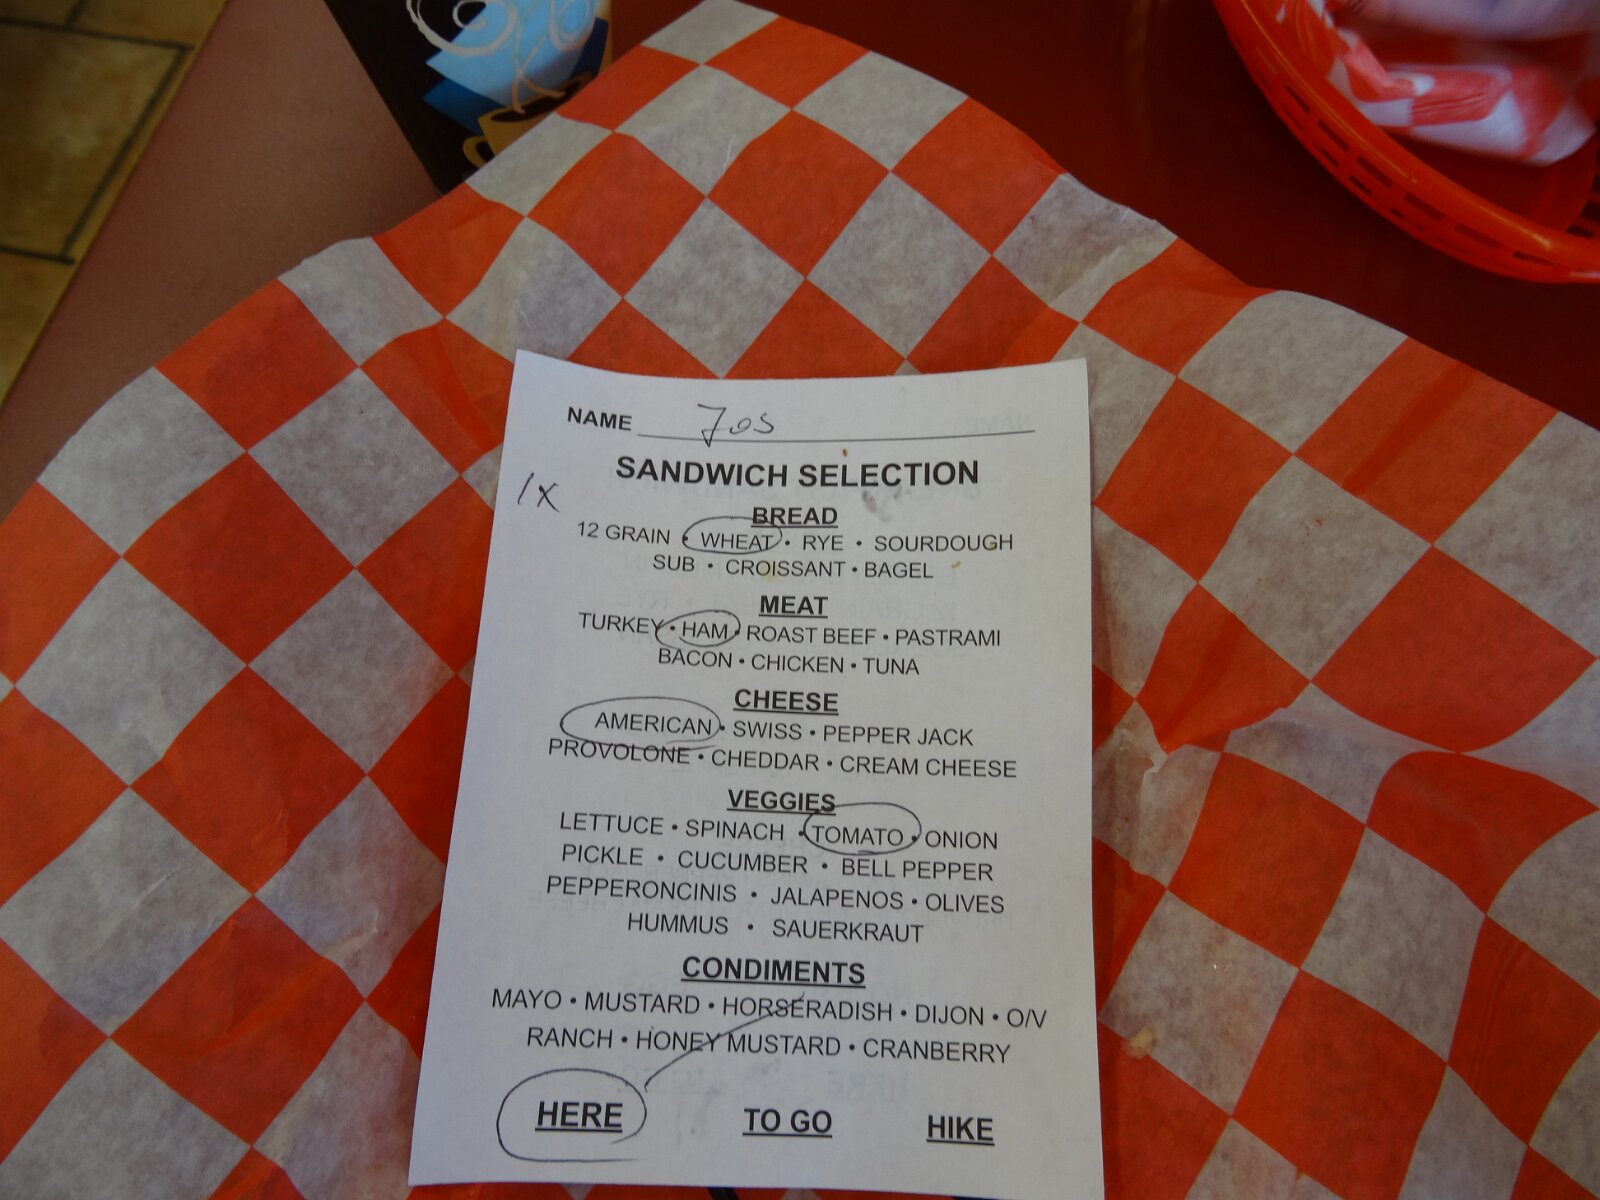 NAME Jos
SANDWICH SELECTION
1X
BREAD
12 GRAIN • WHEAT • RYE • SOURDOUGH
SUB • CROISSANT • BAGEL
MEAT
TURKEY • HAM • ROAST BEEF • PASTRAMI
BACON • CHICKEN • TUNA
CHEESE
AMERICAN • SWISS • PEPPER JACK
PROVOLONE • CHEDDAR • CREAM CHEESE
VEGGIES
LETTUCE • SPINACH • TOMATO • ONION
PICKLE • CUCUMBER • BELL PEPPER
PEPPERONCINIS • JALAPENOS • OLIVES
HUMMUS • SAUERKRAUT
CONDIMENTS
MAYO • MUSTARD • HORSERADISH • DIJON • O/V
RANCH • HONEY MUSTARD • CRANBERRY
HERE TO GO HIKE